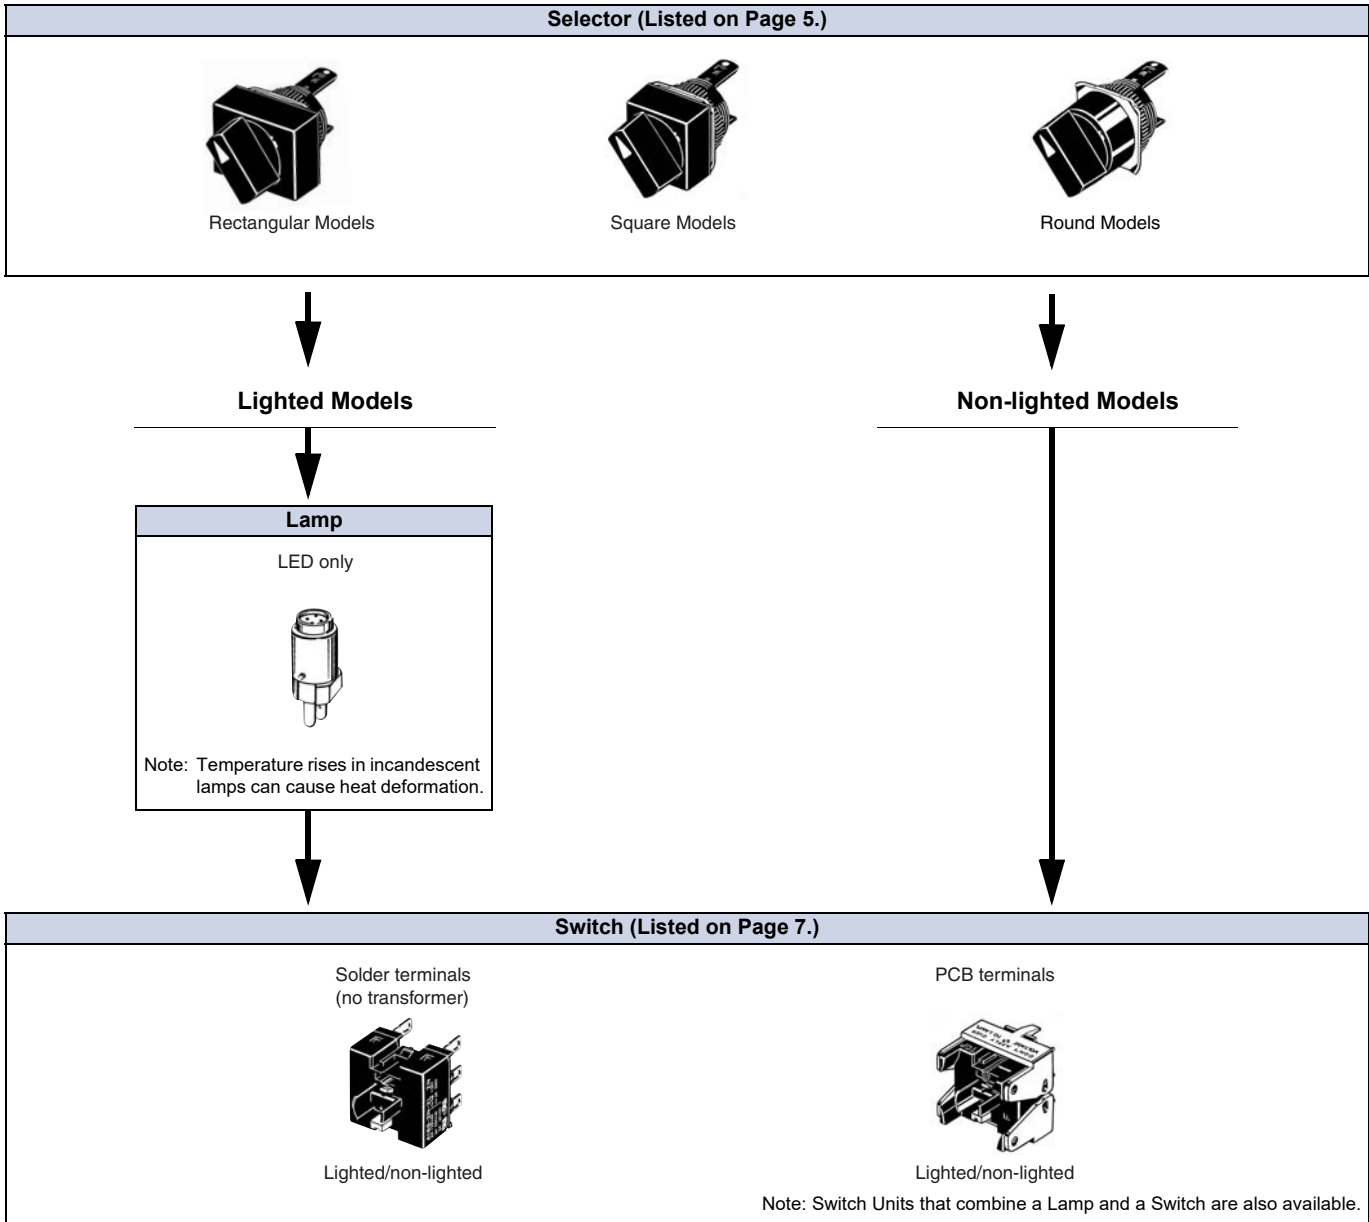 Selector (Listed on Page 5.)
Rectangular Models
Square Models
Round Models
Lighted Models
Non-lighted Models
Lamp
LED only
Note: Temperature rises in incandescent
lamps can cause heat deformation.
Switch (Listed on Page 7.)
Solder terminals
(no transformer)
PCB terminals
Lighted/non-lighted
Lighted/non-lighted
Note: Switch Units that combine a Lamp and a Switch are also available.